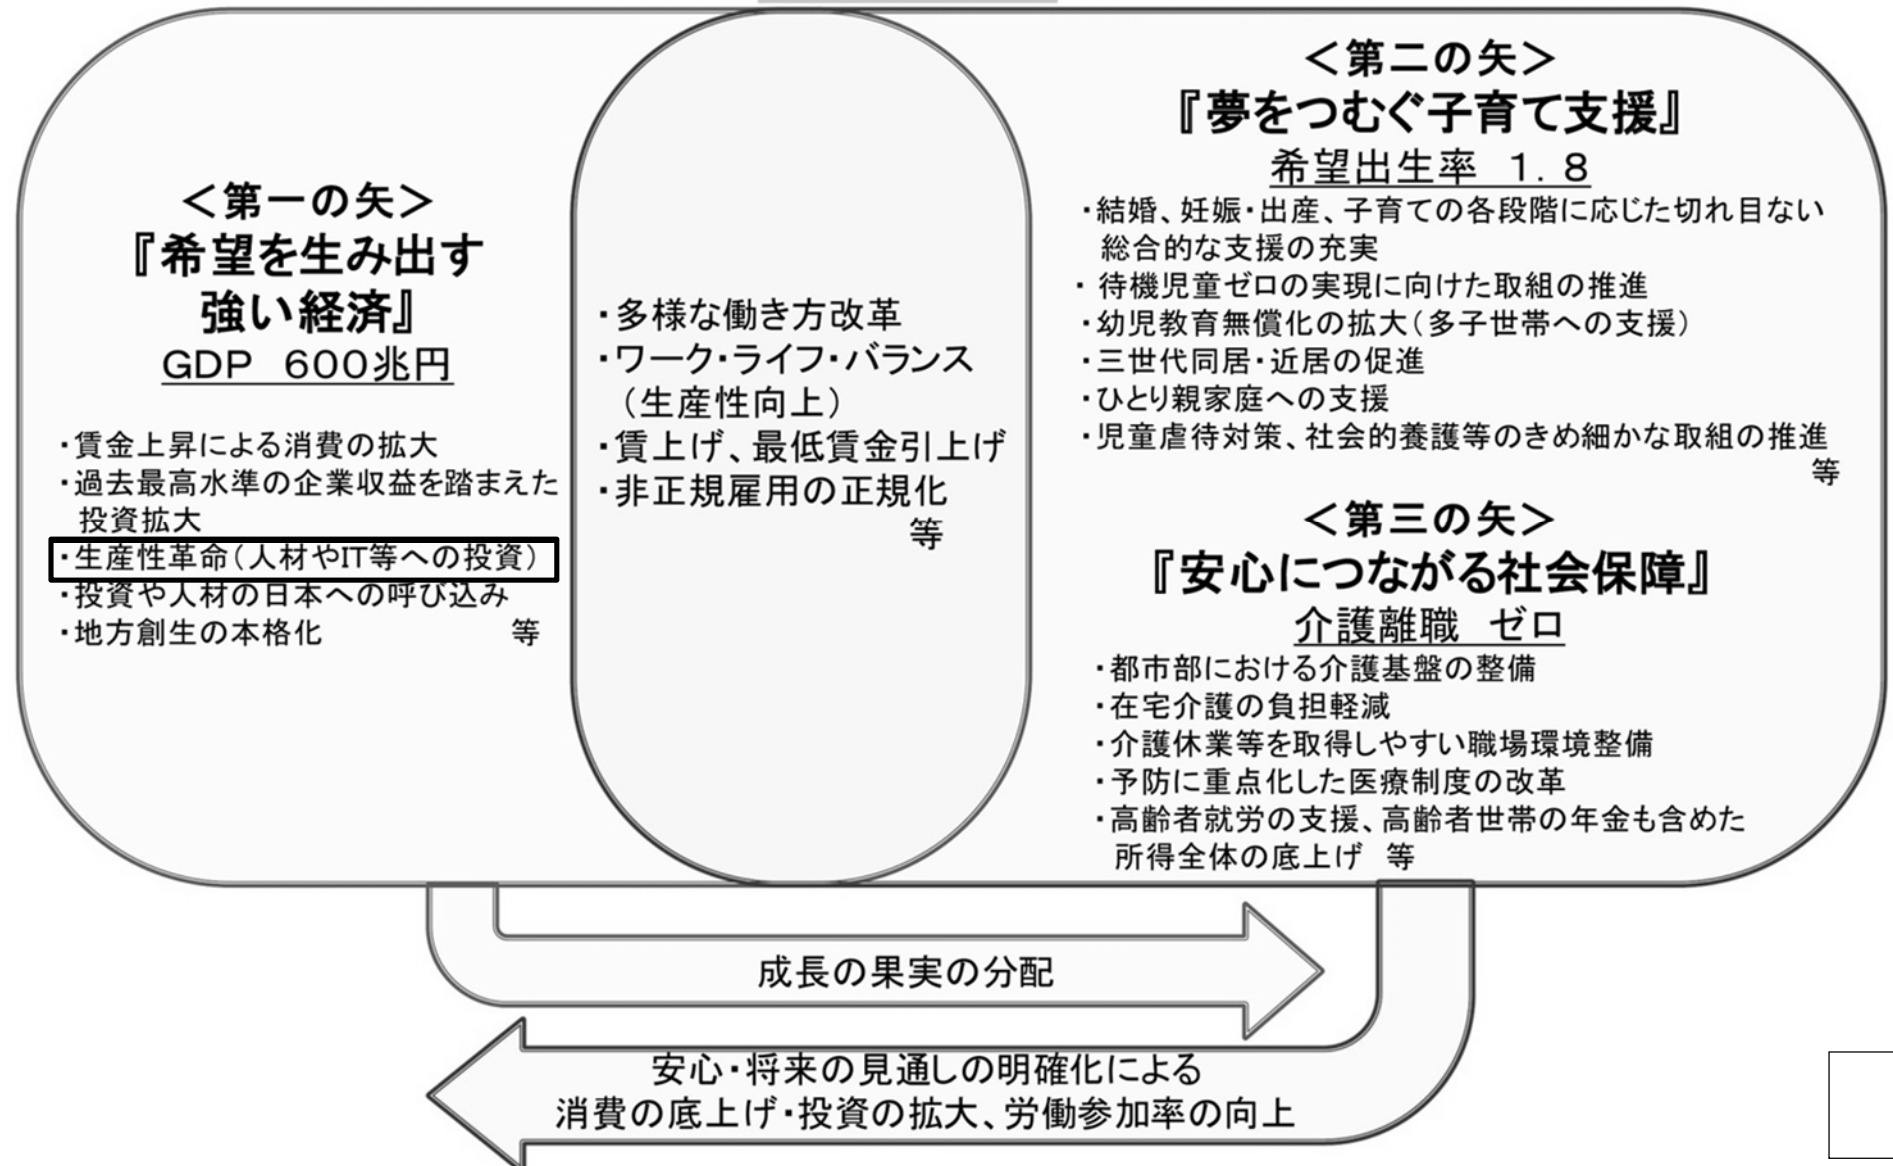 ＜第一の矢＞
『希望を生み出す
強い経済』
GDP　600兆円
・賃金上昇による消費の拡大
・過去最高水準の企業収益を踏まえた
投資拡大
・生産性革命（人材やIT等への投資）
・投資や人材の日本への呼び込み
・地方創生の本格化　等
・多様な働き方改革
・ワーク・ライフ・バランス
（生産性向上）
・賃上げ、最低賃金引上げ
・非正規雇用の正規化
等
＜第二の矢＞
『夢をつむぐ子育て支援』
希望出生率　1．8
・結婚、妊娠・出産、子育ての各段階に応じた切れ目ない
総合的な支援の充実
・待機児童ゼロの実現に向けた取組の推進
・幼児教育無償化の拡大（多子世帯への支援）
・三世代同居・近居の促進
・ひとり親家庭への支援
・児童虐待対策、社会的養護等のきめ細かな取組の推進
等
＜第三の矢＞
『安心につながる社会保障』
介護離職　ゼロ
・都市部における介護基盤の整備
・在宅介護の負担軽減
・介護休業等を取得しやすい職場環境整備
・予防に重点化した医療制度の改革
・高齢者就労の支援、高齢者世帯の年金も含めた
所得全体の底上げ　等
成長の果実の分配
安心・将来の見通しの明確化による
消費の底上げ・投資の拡大、労働参加率の向上